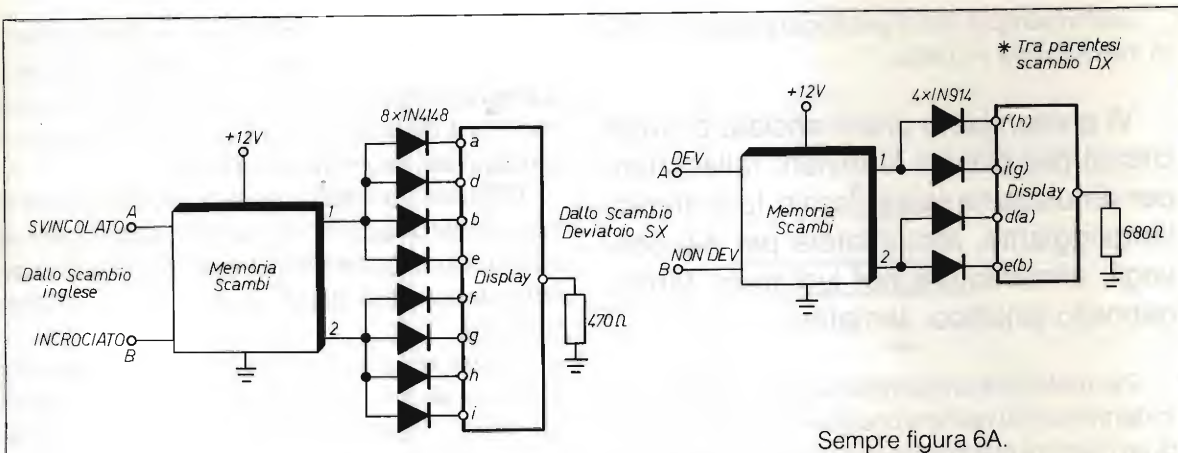 * Tra parentesi
scambio DX
+12V
8×1N4148
a
d
b
e
f
g
h
i
SVINCOLATO
A
Dallo Scambio
inglese
INCROCIATO
B
Memoria
Scambi
1
2
Display
470Ω
+12V
4×1N914
DEV
A
Dallo Scambio
Deviatoio SX
NON DEV
B
Memoria
Scambi
1
2
f(h)
i(g)
Display
d(a)
e(b)
680Ω
Sempre figura 6A.